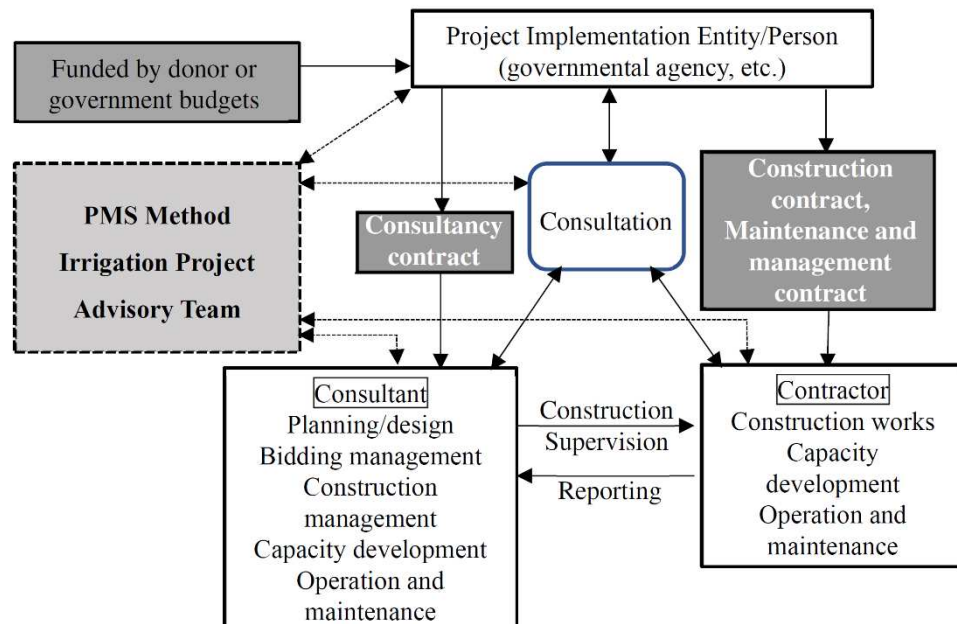 Project Implementation Entity/Person
(governmental agency, etc.)
Funded by donor or
government budgets
PMS Method
Irrigation Project
Advisory Team
Consultancy
contract
Consultation
Construction
contract,
Maintenance and
management
contract
Consultant
Planning/design
Bidding management
Construction
management
Capacity development
Operation and
maintenance
Construction
Supervision
Reporting
Contractor
Construction works
Capacity
development
Operation and
maintenance